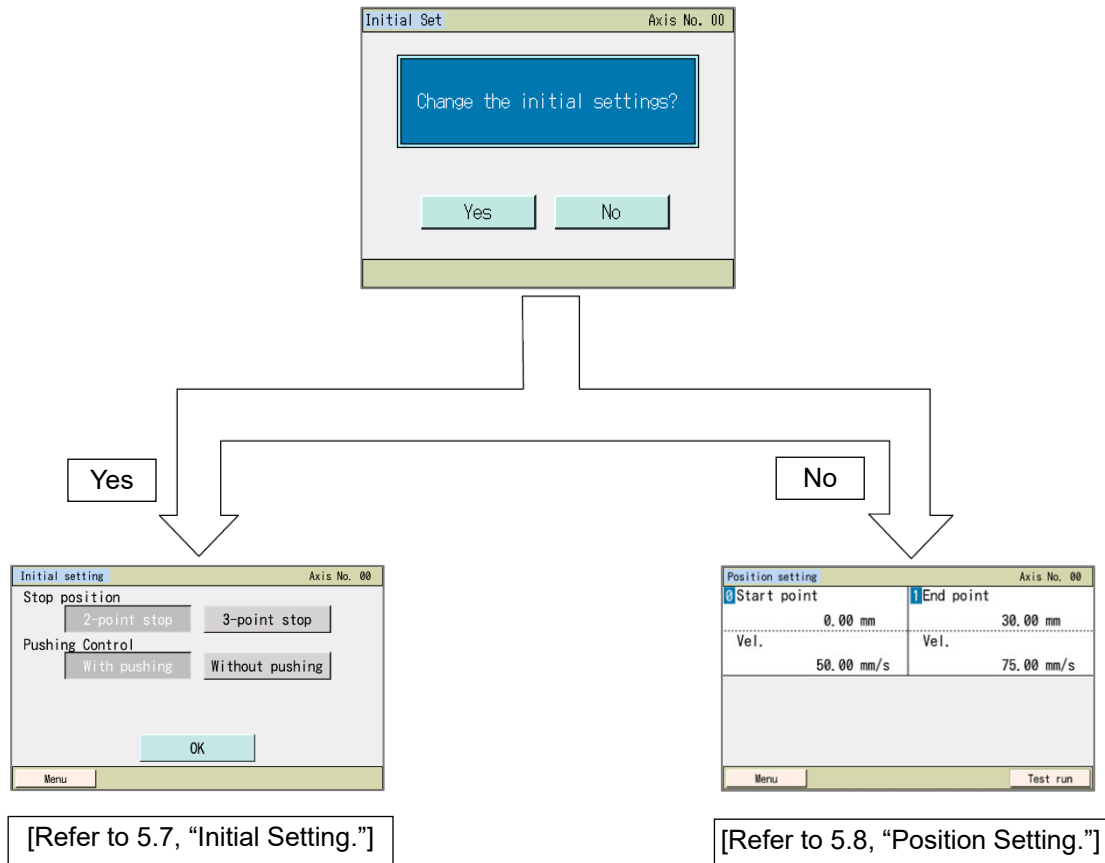 Initial Set Axis No. 00
Change the initial settings?
Yes No
Yes
No
Initial setting Axis No. 00
Stop position
2-point stop 3-point stop
Pushing Control
With pushing Without pushing
OK
Menu
[Refer to 5.7, “Initial Setting.”]
Position setting Axis No. 00
0 Start point 1 End point
0.00 mm 30.00 mm
Vel. Vel.
50.00 mm/s 75.00 mm/s
Menu Test run
[Refer to 5.8, “Position Setting.”]